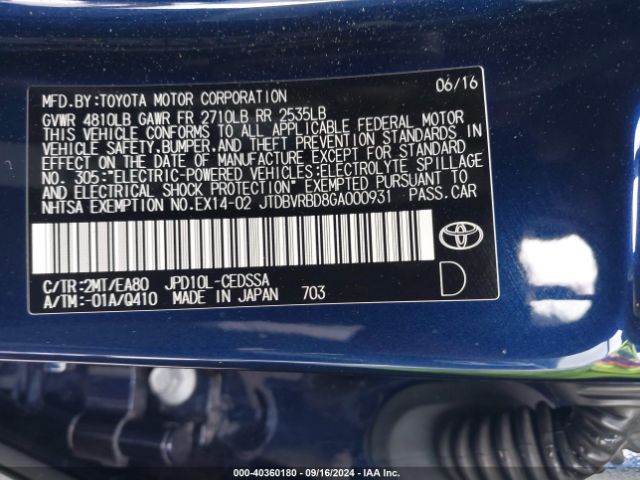 MFD.BY:TOYOTA MOTOR CORPORATION 06/16
GVWR 4810LB GAWR FR 2710LB RR 2535LB
THIS VEHICLE CONFORMS TO ALL APPLICABLE FEDERAL MOTOR
VEHICLE SAFETY,BUMPER,AND THEFT PREVENTION STANDARDS IN
EFFECT ON THE DATE OF MANUFACTURE SHOWN ABOVE. EXCEPT FOR STANDARD
NO. 305:"ELECTRIC-POWERED VEHICLES:ELECTROLYTE SPILLAGE
AND ELECTRICAL SHOCK PROTECTION" EXEMPTED PURSUANT TO
NHTSA EXEMPTION NO.EX14-02 JTDBVRBD8GA000931 PASS.CAR
TOYOTA
C/TR:2MT/EA80 JPD10L-CEDSSA
A/TM:-01A/Q410 MADE IN JAPAN 703
D
000-40360180 - 09/16/2024 - IAA Inc.